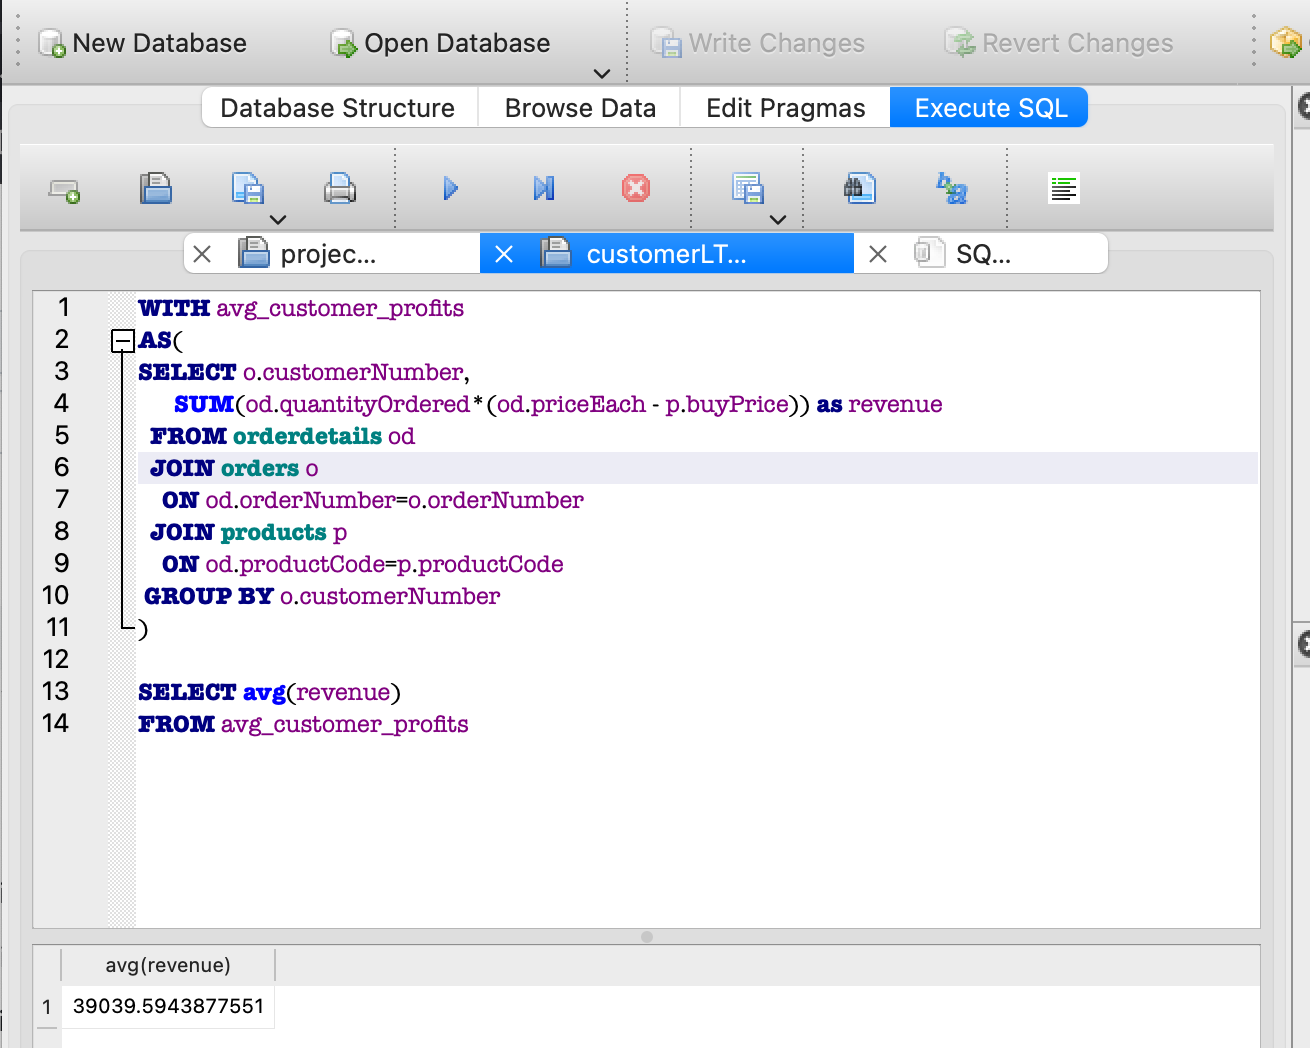 New Database Open Database Write Changes Revert Changes
Database Structure Browse Data Edit Pragmas Execute SQL
projec... customerLT... SQ...
1 WITH avg_customer_profits
2 AS(
3 SELECT o.customerNumber,
4 SUM(od.quantityOrdered*(od.priceEach - p.buyPrice)) as revenue
5 FROM orderdetails od
6 JOIN orders o
7 ON od.orderNumber=o.orderNumber
8 JOIN products p
9 ON od.productCode=p.productCode
10 GROUP BY o.customerNumber
11 )
12
13 SELECT avg(revenue)
14 FROM avg_customer_profits
avg(revenue)
1 39039.5943877551